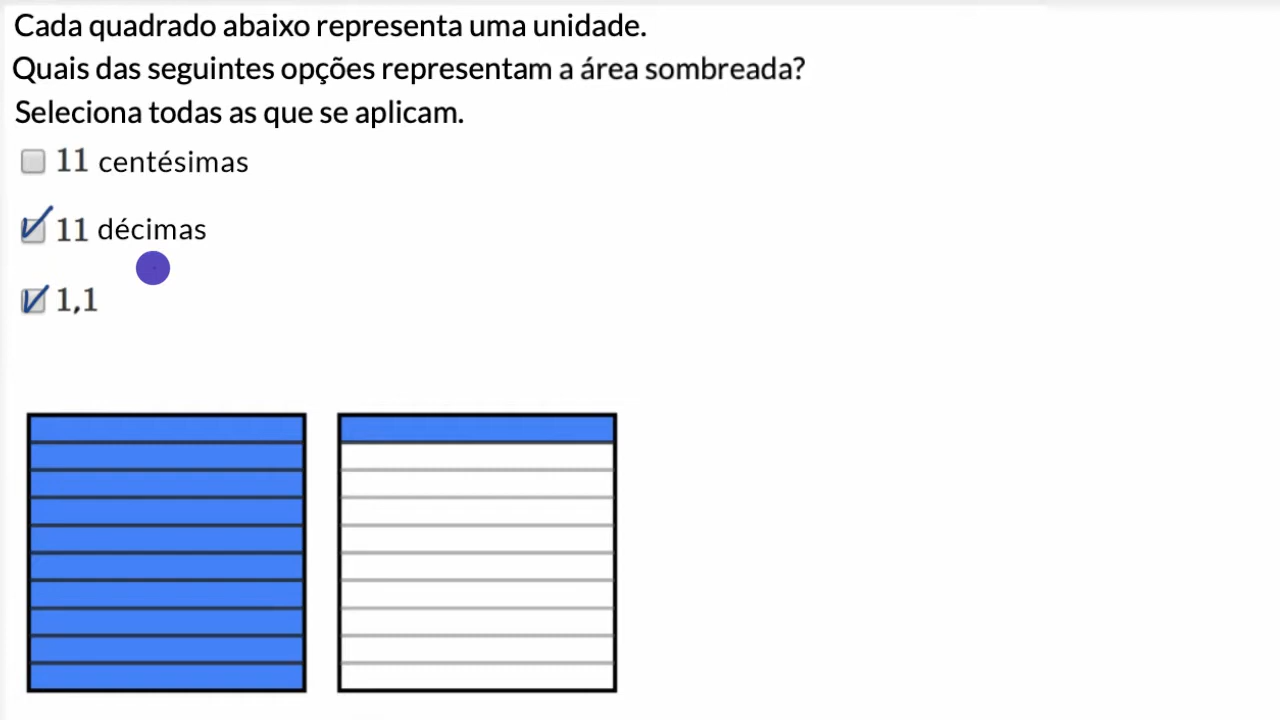 Cada quadrado abaixo representa uma unidade.
Quais das seguintes opções representam a área sombreada?
Seleciona todas as que se aplicam.
11 centésimas
11 décimas
1,1